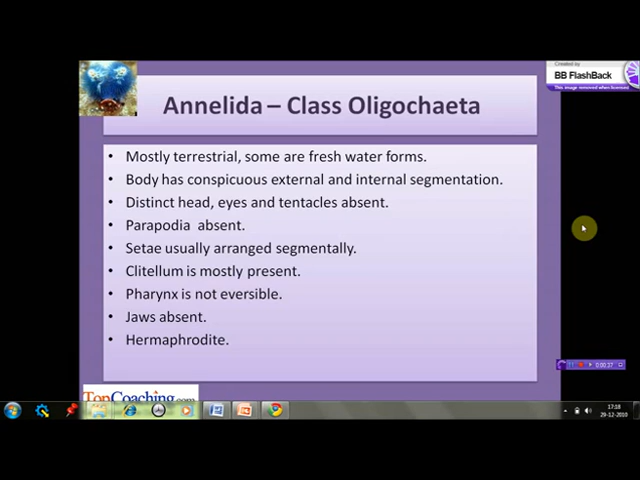 Created by
BB FlashBack
This image removed when licensed
Annelida – Class Oligochaeta
• Mostly terrestrial, some are fresh water forms.
• Body has conspicuous external and internal segmentation.
• Distinct head, eyes and tentacles absent.
• Parapodia absent.
• Setae usually arranged segmentally.
• Clitellum is mostly present.
• Pharynx is not eversible.
• Jaws absent.
• Hermaphrodite.
0:00:37
TopCoaching.com
17:18
29-12-2010